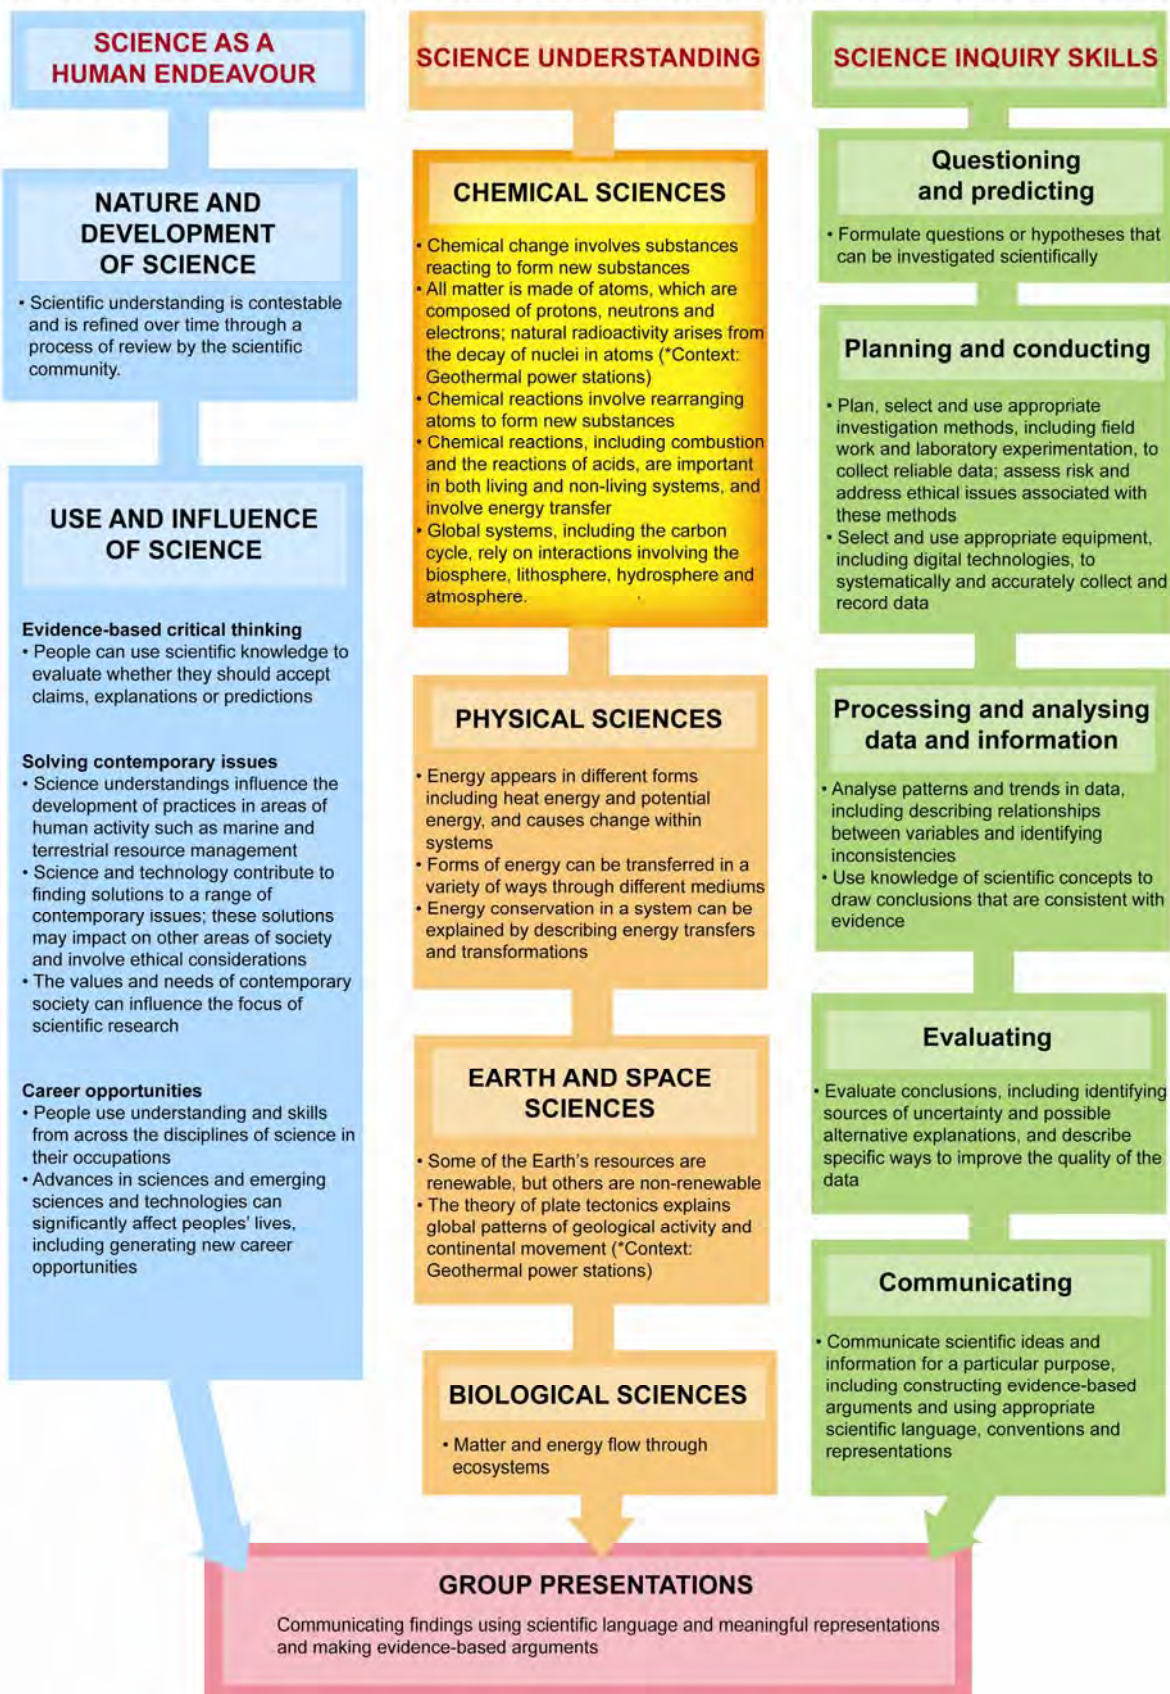 SCIENCE AS A
HUMAN ENDEAVOUR
NATURE AND
DEVELOPMENT
OF SCIENCE
• Scientific understanding is contestable
and is refined over time through a
process of review by the scientific
community.
USE AND INFLUENCE
OF SCIENCE
Evidence-based critical thinking
• People can use scientific knowledge to
evaluate whether they should accept
claims, explanations or predictions
Solving contemporary issues
• Science understandings influence the
development of practices in areas of
human activity such as marine and
terrestrial resource management
• Science and technology contribute to
finding solutions to a range of
contemporary issues; these solutions
may impact on other areas of society
and involve ethical considerations
• The values and needs of contemporary
society can influence the focus of
scientific research
Career opportunities
• People use understanding and skills
from across the disciplines of science in
their occupations
• Advances in sciences and emerging
sciences and technologies can
significantly affect peoples' lives,
including generating new career
opportunities
SCIENCE UNDERSTANDING
CHEMICAL SCIENCES
• Chemical change involves substances
reacting to form new substances
• All matter is made of atoms, which are
composed of protons, neutrons and
electrons; natural radioactivity arises from
the decay of nuclei in atoms (*Context:
Geothermal power stations)
• Chemical reactions involve rearranging
atoms to form new substances
• Chemical reactions, including combustion
and the reactions of acids, are important
in both living and non-living systems, and
involve energy transfer
• Global systems, including the carbon
cycle, rely on interactions involving the
biosphere, lithosphere, hydrosphere and
atmosphere.
PHYSICAL SCIENCES
• Energy appears in different forms
including heat energy and potential
energy, and causes change within
systems
• Forms of energy can be transferred in a
variety of ways through different mediums
• Energy conservation in a system can be
explained by describing energy transfers
and transformations
EARTH AND SPACE
SCIENCES
• Some of the Earth's resources are
renewable, but others are non-renewable
• The theory of plate tectonics explains
global patterns of geological activity and
continental movement (*Context:
Geothermal power stations)
BIOLOGICAL SCIENCES
• Matter and energy flow through
ecosystems
SCIENCE INQUIRY SKILLS
Questioning
and predicting
• Formulate questions or hypotheses that
can be investigated scientifically
Planning and conducting
• Plan, select and use appropriate
investigation methods, including field
work and laboratory experimentation, to
collect reliable data; assess risk and
address ethical issues associated with
these methods
• Select and use appropriate equipment,
including digital technologies, to
systematically and accurately collect and
record data
Processing and analysing
data and information
• Analyse patterns and trends in data,
including describing relationships
between variables and identifying
inconsistencies
• Use knowledge of scientific concepts to
draw conclusions that are consistent with
evidence
Evaluating
• Evaluate conclusions, including identifying
sources of uncertainty and possible
alternative explanations, and describe
specific ways to improve the quality of the
data
Communicating
• Communicate scientific ideas and
information for a particular purpose,
including constructing evidence-based
arguments and using appropriate
scientific language, conventions and
representations
GROUP PRESENTATIONS
Communicating findings using scientific language and meaningful representations
and making evidence-based arguments